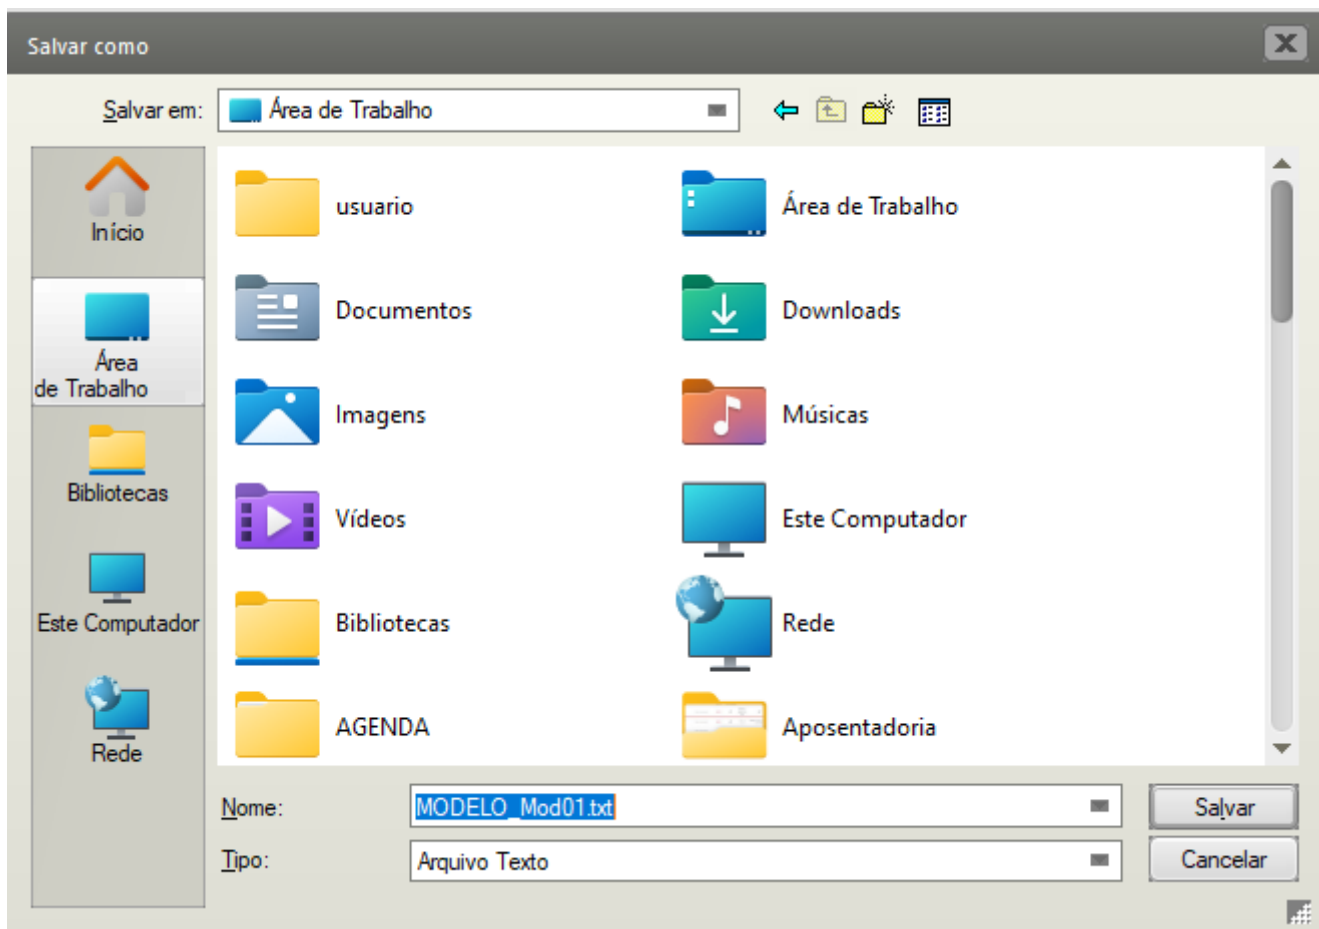 Salvar como
Salvar em:
Área de Trabalho
Início
Área
de Trabalho
Bibliotecas
Este Computador
Rede
usuario
Área de Trabalho
Documentos
Downloads
Imagens
Músicas
Vídeos
Este Computador
Bibliotecas
Rede
AGENDA
Aposentadoria
Nome:
MODELO_Mod01.txt
Salvar
Tipo:
Arquivo Texto
Cancelar